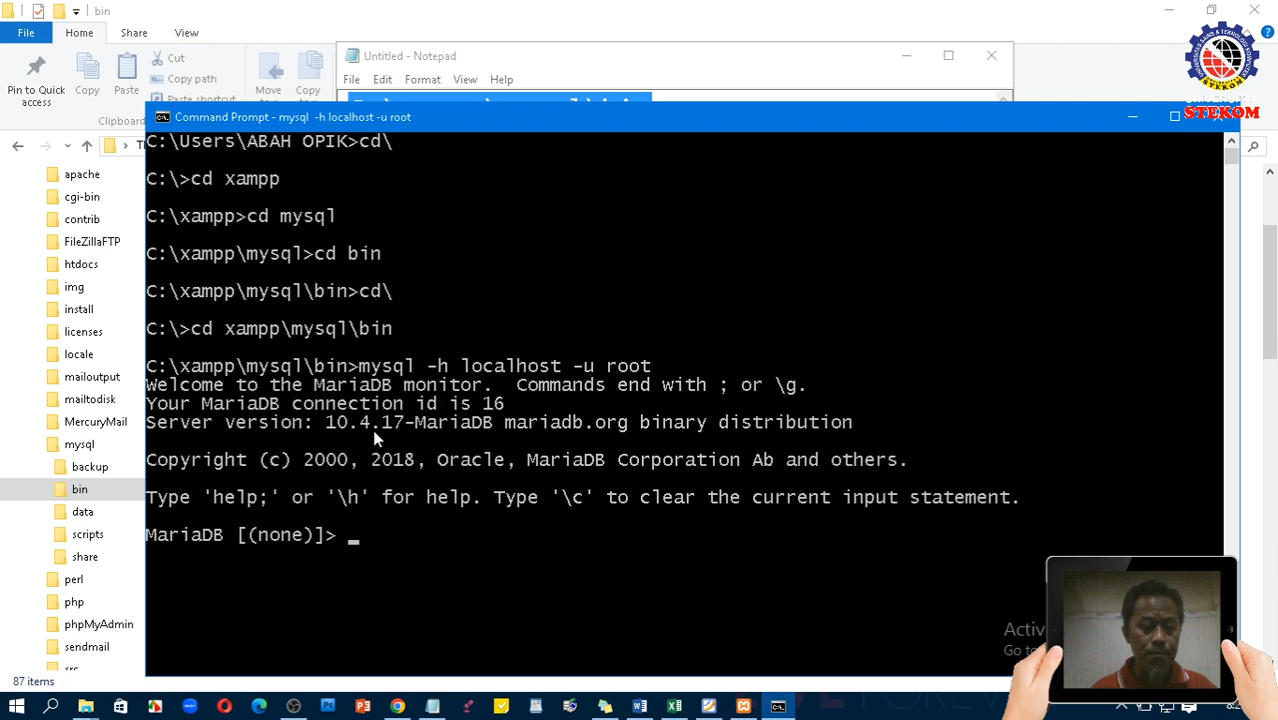 bin
File Home Share View
Untitled - Notepad
File Edit Format View Help
Pin to Quick access
Copy
Paste
Cut
Copy path
Paste shortcut
Move
Copy
STEKOM
Command Prompt - mysql -h localhost -u root
C:\Users\ABAH OPIK>cd\
C:\>cd xampp
C:\xampp>cd mysql
C:\xampp\mysql>cd bin
C:\xampp\mysql\bin>cd\
C:\>cd xampp\mysql\bin
C:\xampp\mysql\bin>mysql -h localhost -u root
Welcome to the MariaDB monitor.  Commands end with ; or \g.
Your MariaDB connection id is 16
Server version: 10.4.17-MariaDB mariadb.org binary distribution
Copyright (c) 2000, 2018, Oracle, MariaDB Corporation Ab and others.
Type 'help;' or '\h' for help. Type '\c' to clear the current input statement.
MariaDB [(none)]> _
apache
cgi-bin
contrib
FileZillaFTP
htdocs
img
install
licenses
locale
mailoutput
mailtodisk
MercuryMail
mysql
backup
bin
data
scripts
share
perl
php
phpMyAdmin
sendmail
src
87 items